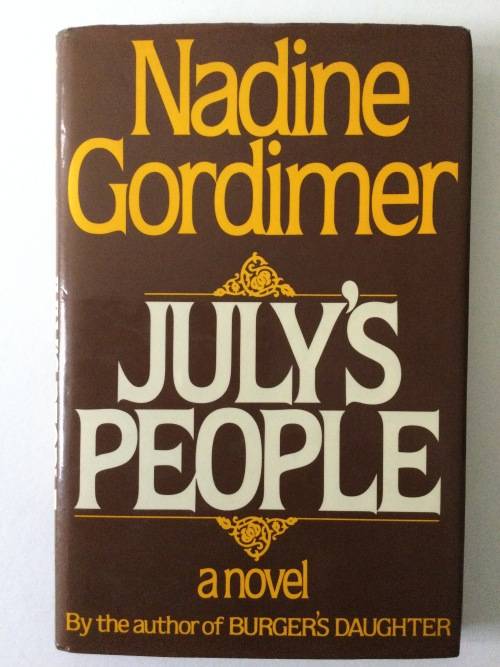 Nadine
Gordimer
JULY'S
PEOPLE
a novel
By the author of BURGER'S DAUGHTER